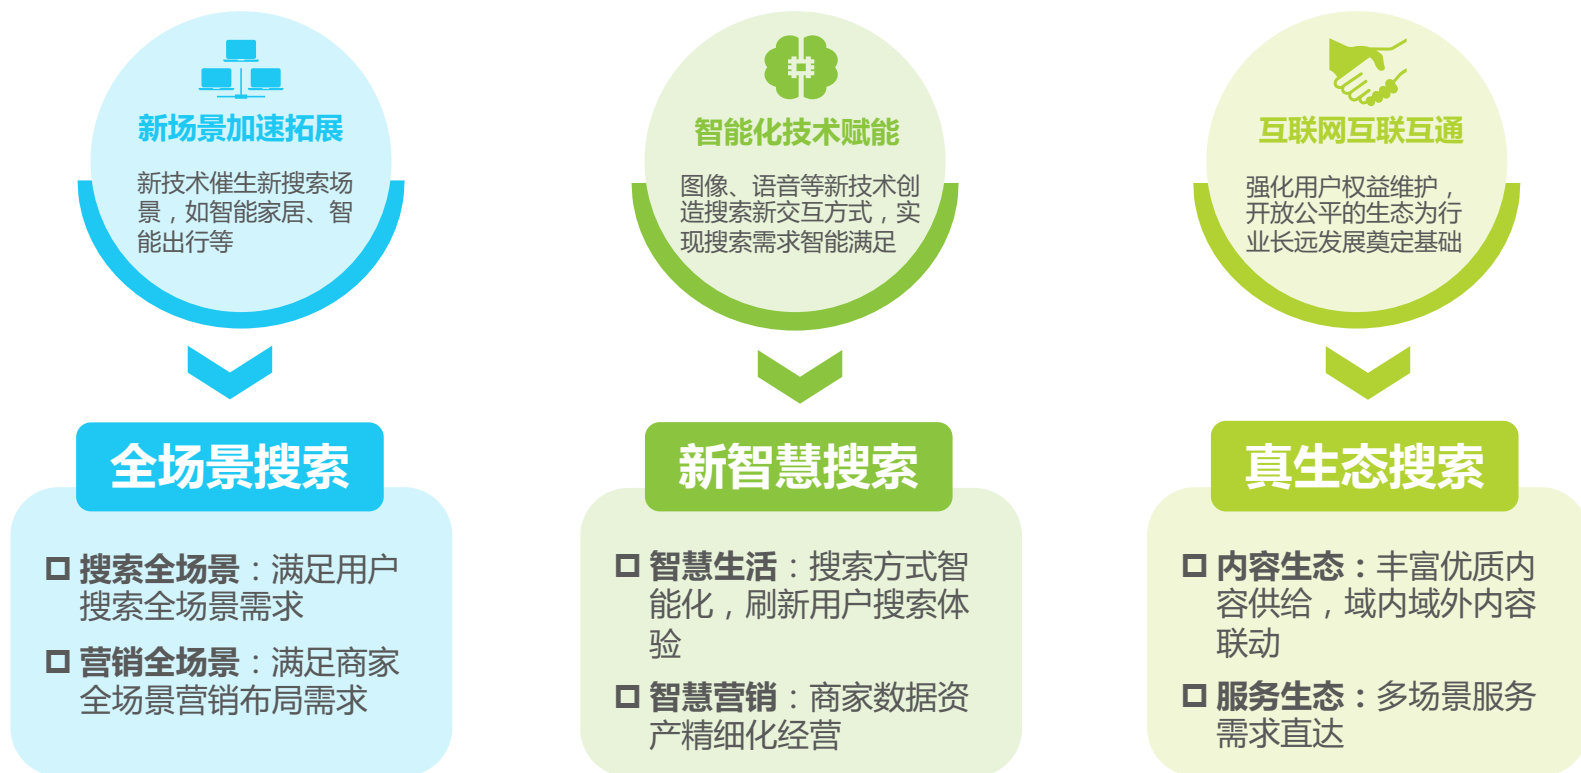 新场景加速拓展
新技术催生新搜索场
景，如智能家居、智
能出行等
全场景搜索
搜索全场景：满足用户
搜索全场景需求
营销全场景：满足商家
全场景营销布局需求
智能化技术赋能
图像、语音等新技术创
造搜索新交互方式，实
现搜索需求智能满足
新智慧搜索
智慧生活：搜索方式智
能化，刷新用户搜索体
验
智慧营销：商家数据资
产精细化经营
互联网互联互通
强化用户权益维护，
开放公平的生态为行
业长远发展奠定基础
真生态搜索
内容生态：丰富优质内
容供给，域内域外内容
联动
服务生态：多场景服务
需求直达